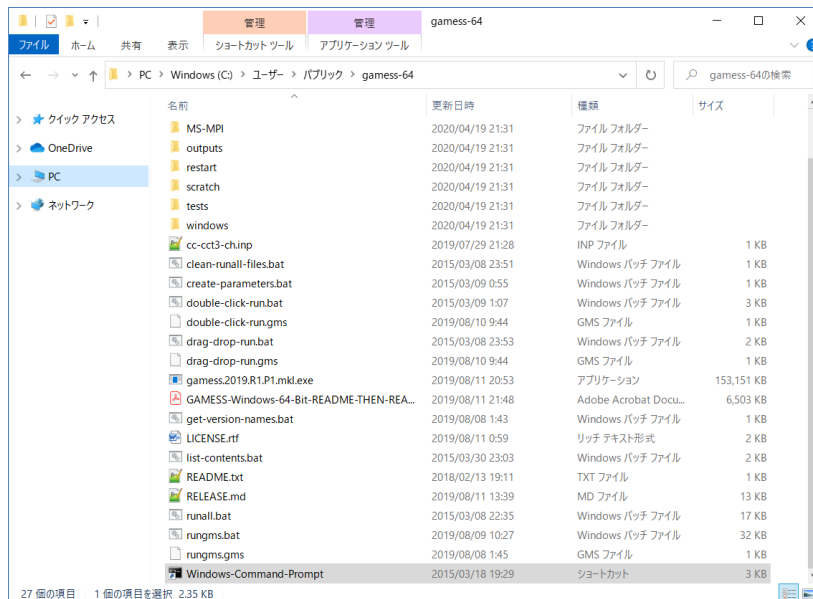 管理 管理 gamess-64
ファイル ホーム 共有 表示 ショートカット ツール アプリケーション ツール
PC > Windows (C:) > ユーザー > パブリック > gamess-64 gamess-64の検索
名前 更新日時 種類 サイズ
クイック アクセス
OneDrive
PC
ネットワーク
MS-MPI 2020/04/19 21:31 ファイル フォルダー
outputs 2020/04/19 21:31 ファイル フォルダー
restart 2020/04/19 21:31 ファイル フォルダー
scratch 2020/04/19 21:31 ファイル フォルダー
tests 2020/04/19 21:31 ファイル フォルダー
windows 2020/04/19 21:31 ファイル フォルダー
cc-cct3-ch.inp 2019/07/29 21:28 INP ファイル 1 KB
clean-runall-files.bat 2015/03/08 23:51 Windows バッチ ファイル 1 KB
create-parameters.bat 2015/03/09 0:55 Windows バッチ ファイル 1 KB
double-click-run.bat 2015/03/09 1:07 Windows バッチ ファイル 3 KB
double-click-run.gms 2019/08/10 9:44 GMS ファイル 1 KB
drag-drop-run.bat 2015/03/08 23:53 Windows バッチ ファイル 2 KB
drag-drop-run.gms 2019/08/10 9:44 GMS ファイル 1 KB
gamess.2019.R1.P1.mkl.exe 2019/08/11 20:53 アプリケーション 153,151 KB
GAMESS-Windows-64-Bit-README-THEN-REA... 2019/08/11 21:48 Adobe Acrobat Docu... 6,503 KB
get-version-names.bat 2019/08/08 1:43 Windows バッチ ファイル 1 KB
LICENSE.rtf 2019/08/11 0:59 リッチ テキスト形式 2 KB
list-contents.bat 2015/03/30 23:03 Windows バッチ ファイル 2 KB
README.txt 2018/02/13 19:11 TXT ファイル 1 KB
RELEASE.md 2019/08/11 13:39 MD ファイル 13 KB
runall.bat 2015/03/08 22:35 Windows バッチ ファイル 17 KB
rungms.bat 2019/08/09 10:27 Windows バッチ ファイル 32 KB
rungms.gms 2019/08/08 1:45 GMS ファイル 1 KB
Windows-Command-Prompt 2015/03/18 19:29 ショートカット 3 KB
27 個の項目 1 個の項目を選択 2.35 KB